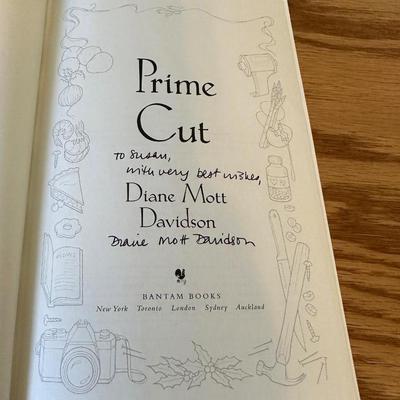 Prime
Cut
To Susan,
with very best wishes,
Diane Mott
Davidson
Diane Mott Davidson
BANTAM BOOKS
New York Toronto London Sydney Auckland